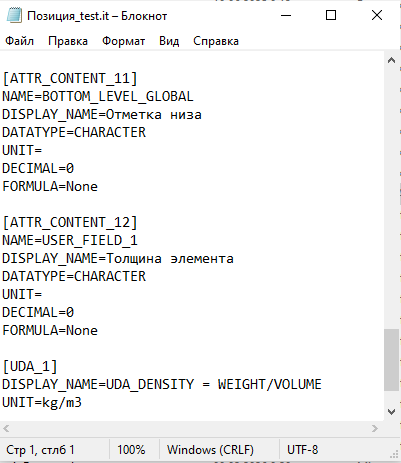 Позиция_test.it – Блокнот
Файл Правка Формат Вид Справка
[ATTR_CONTENT_11]
NAME=BOTTOM_LEVEL_GLOBAL
DISPLAY_NAME=Отметка низа
DATATYPE=CHARACTER
UNIT=
DECIMAL=0
FORMULA=None
[ATTR_CONTENT_12]
NAME=USER_FIELD_1
DISPLAY_NAME=Толщина элемента
DATATYPE=CHARACTER
UNIT=
DECIMAL=0
FORMULA=None
[UDA_1]
DISPLAY_NAME=UDA_DENSITY = WEIGHT/VOLUME
UNIT=kg/m3
Стр 1, стлб 1 100% Windows (CRLF) UTF-8